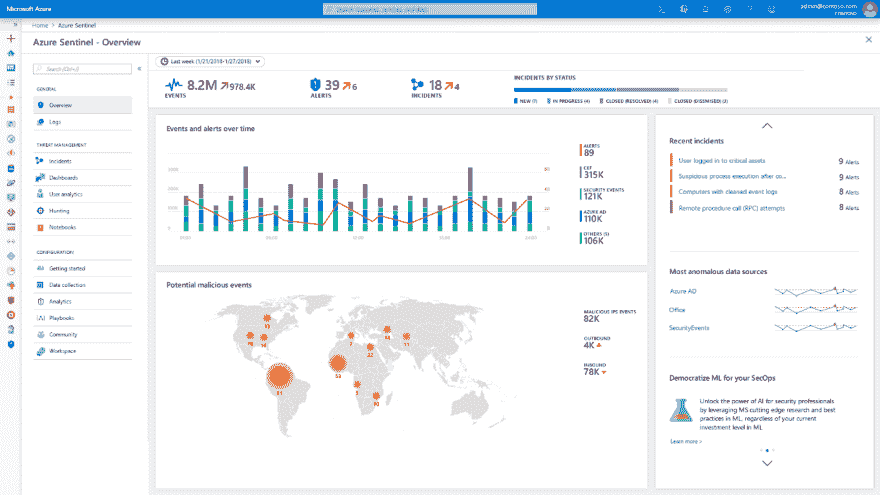 Microsoft Azure
Home > Azure Sentinel
Azure Sentinel - Overview
Search (Ctrl+/)
GENERAL
Overview
Logs
THREAT MANAGEMENT
Incidents
Dashboards
User analytics
Hunting
Notebooks
CONFIGURATION
Getting started
Data collection
Analytics
Playbooks
Community
Workspace
Last week (1/21/2018-1/27/2018)
8.2M 978.4K
EVENTS
39 6
ALERTS
18 4
INCIDENTS
INCIDENTS BY STATUS
NEW (7) IN PROGRESS (4) CLOSED (RESOLVED) (4) CLOSED (DISMISSED) (3)
Events and alerts over time
60
40
20
0
0
ALERTS
89
CEF
315K
SECURITY EVENTS
121K
AZURE AD
110K
OTHERS (5)
106K
Potential malicious events
MALICIOUS IPS EVENTS
82K
OUTBOUND
4K
INBOUND
78K
Recent incidents
User logged in to critical assets 9 Alerts
Suspicious process execution after co... 9 Alerts
Computers with cleaned event logs 8 Alerts
Remote procedure call (RPC) attempts 8 Alerts
Most anomalous data sources
Azure AD
Office
SecurityEvents
Democratize ML for your SecOps
Unlock the power of AI for security professionals
by leveraging MS cutting edge research and best
practices in ML, regardless of your current
investment level in ML
Learn more >